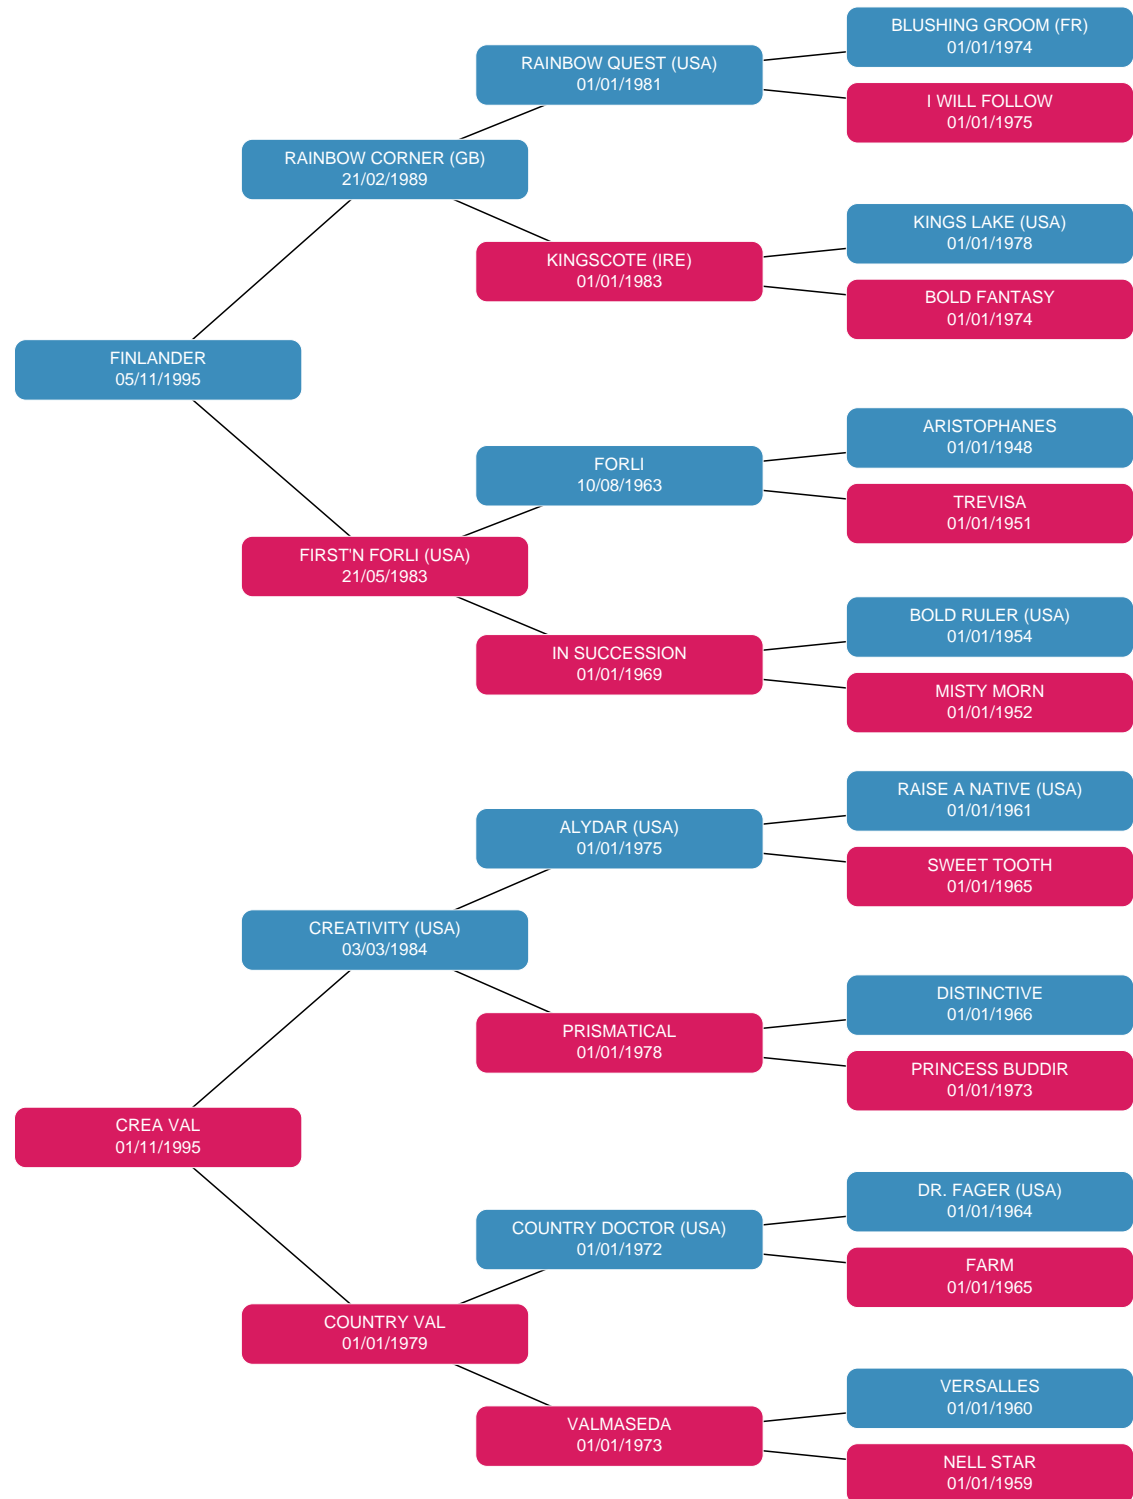 BLUSHING GROOM (FR)
01/01/1974
RAINBOW QUEST (USA)
01/01/1981
I WILL FOLLOW
01/01/1975
RAINBOW CORNER (GB)
21/02/1989
KINGS LAKE (USA)
01/01/1978
KINGSCOTE (IRE)
01/01/1983
BOLD FANTASY
01/01/1974
FINLANDER
05/11/1995
ARISTOPHANES
01/01/1948
FORLI
10/08/1963
TREVISA
01/01/1951
FIRST'N FORLI (USA)
21/05/1983
BOLD RULER (USA)
01/01/1954
IN SUCCESSION
01/01/1969
MISTY MORN
01/01/1952
RAISE A NATIVE (USA)
01/01/1961
ALYDAR (USA)
01/01/1975
SWEET TOOTH
01/01/1965
CREATIVITY (USA)
03/03/1984
DISTINCTIVE
01/01/1966
PRISMATICAL
01/01/1978
PRINCESS BUDDIR
01/01/1973
CREA VAL
01/11/1995
DR. FAGER (USA)
01/01/1964
COUNTRY DOCTOR (USA)
01/01/1972
FARM
01/01/1965
COUNTRY VAL
01/01/1979
VERSALLES
01/01/1960
VALMASEDA
01/01/1973
NELL STAR
01/01/1959